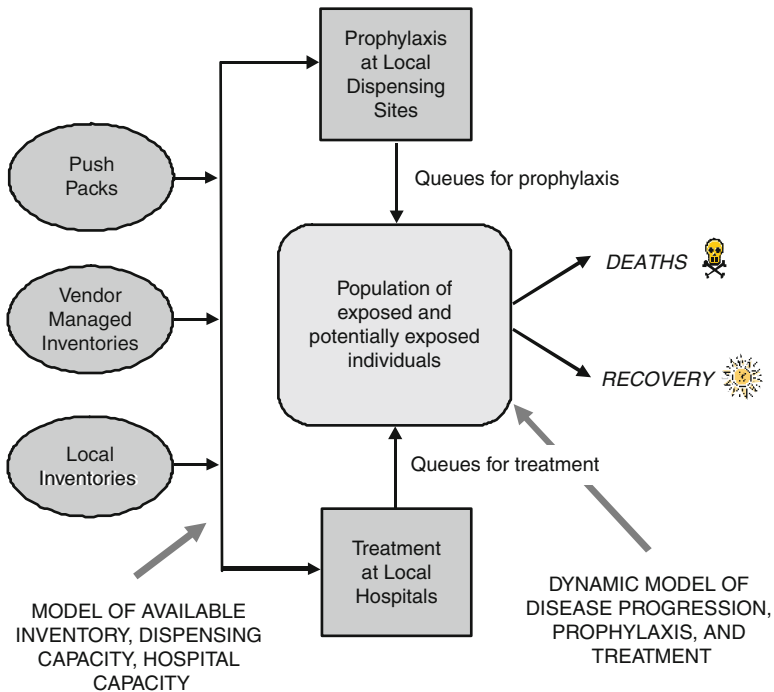 Prophylaxis
at Local
Dispensing
Sites
Push
Packs
Queues for prophylaxis
Vendor
Managed
Inventories
Population of
exposed and
potentially exposed
individuals
DEATHS
RECOVERY
Local
Inventories
Queues for treatment
Treatment
at Local
Hospitals
MODEL OF AVAILABLE
INVENTORY, DISPENSING
CAPACITY, HOSPITAL
CAPACITY
DYNAMIC MODEL OF
DISEASE PROGRESSION,
PROPHYLAXIS, AND
TREATMENT